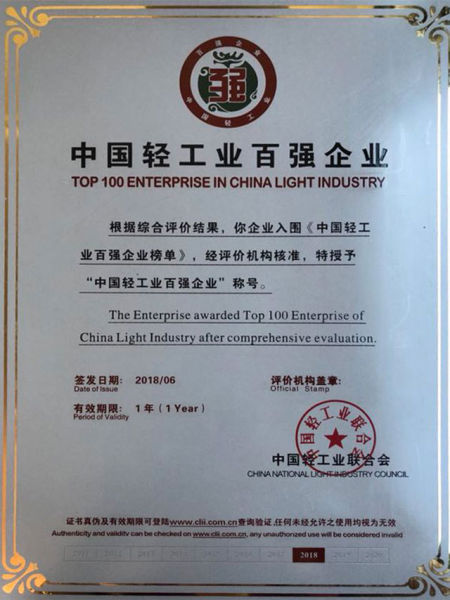 百强企业
强
中国轻工业
中国轻工业百强企业
TOP 100 ENTERPRISE IN CHINA LIGHT INDUSTRY
根据综合评价结果，你企业入围《中国轻工
业百强企业榜单》，经评价机构核准，特授予
“中国轻工业百强企业”称号。
The Enterprise awarded Top 100 Enterprise of
China Light Industry after comprehensive evaluation.
签发日期： 2018/06
Date of Issue
有效期限： 1年（1 Year）
Period of Validity
评价机构盖章：
Official Stamp
中国轻工业联合会
中国轻工业联合会
CHINA NATIONAL LIGHT INDUSTRY COUNCIL
证书真伪及有效期限可登陆www.clii.com.cn查询验证,任何未经允许之使用均视为无效
Authenticity and validity can be checked on www.clii.com.cn, any unauthorized use will be considered invalid
2011 2012 2013 2015 2016 2017 2018 2019 2020